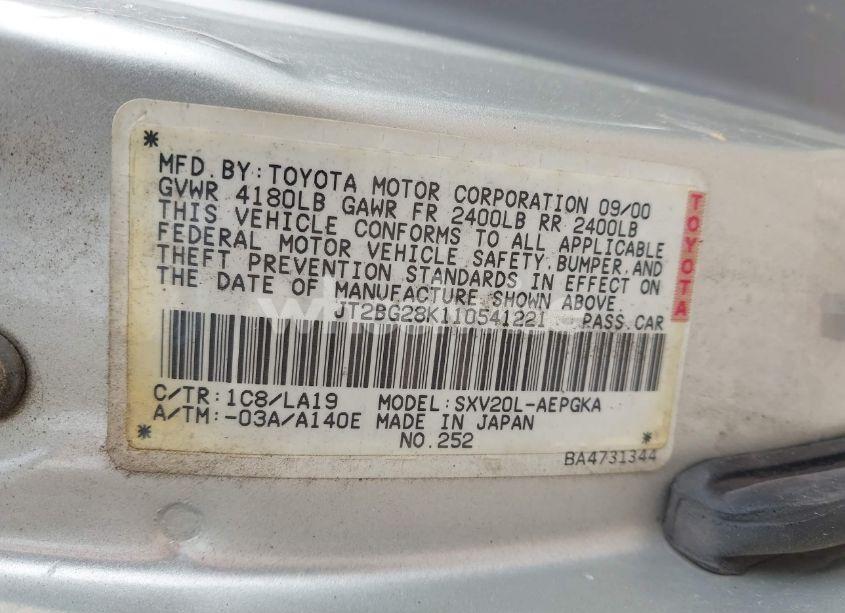 MFD. BY: TOYOTA MOTOR CORPORATION 09/00
GVWR 4180LB GAWR FR 2400LB RR 2400LB
THIS VEHICLE CONFORMS TO ALL APPLICABLE
FEDERAL MOTOR VEHICLE SAFETY, BUMPER, AND
THEFT PREVENTION STANDARDS IN EFFECT ON
THE DATE OF MANUFACTURE SHOWN ABOVE.
JT2BG28K110541221 PASS. CAR
C/TR: 1C8/LA19 MODEL: SXV20L-AEPGKA
A/TM: -03A/A140E MADE IN JAPAN
NO.252
BA4731344
TOYOTA